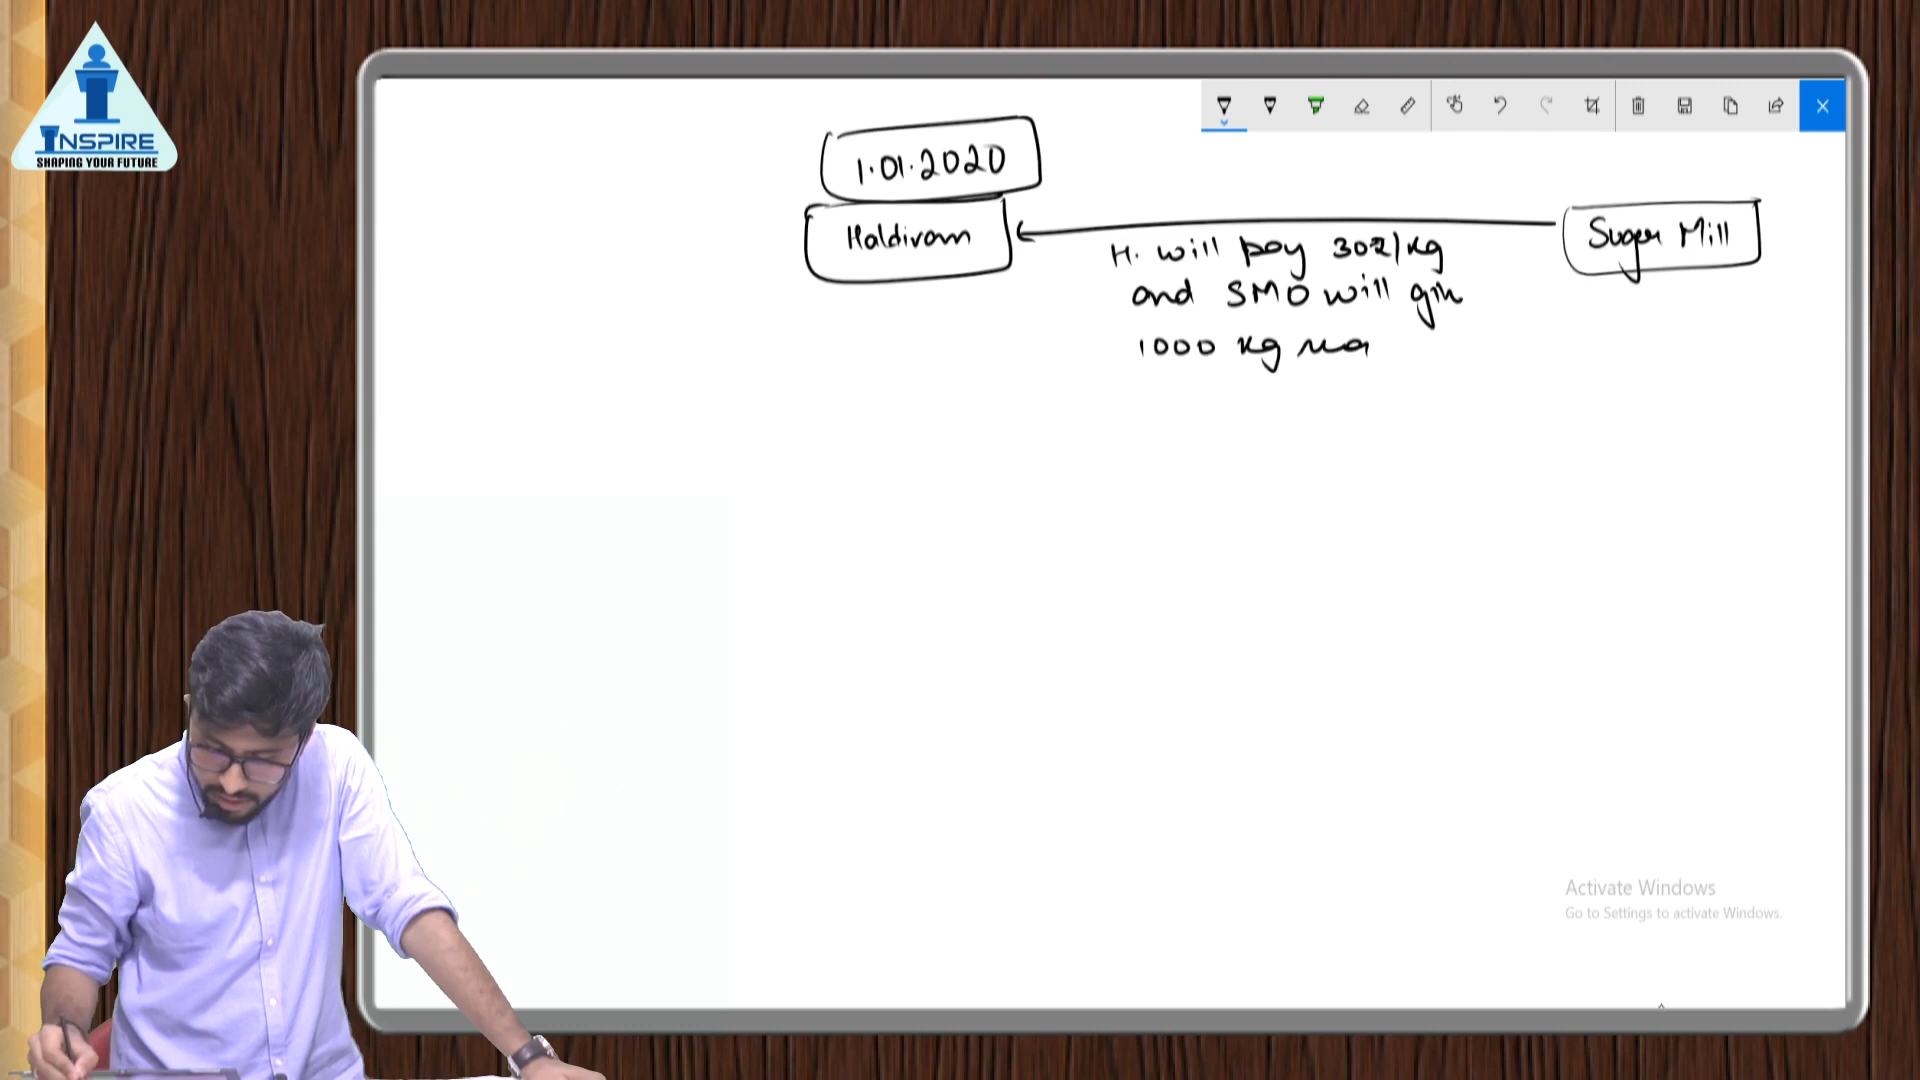 INSPIRE
SHAPING YOUR FUTURE
1.01.2020
Haldiram
Suger Mill
H. will pay 30₹/kg
and SMO will give
1000 kg
Activate Windows
Go to Settings to activate Windows.